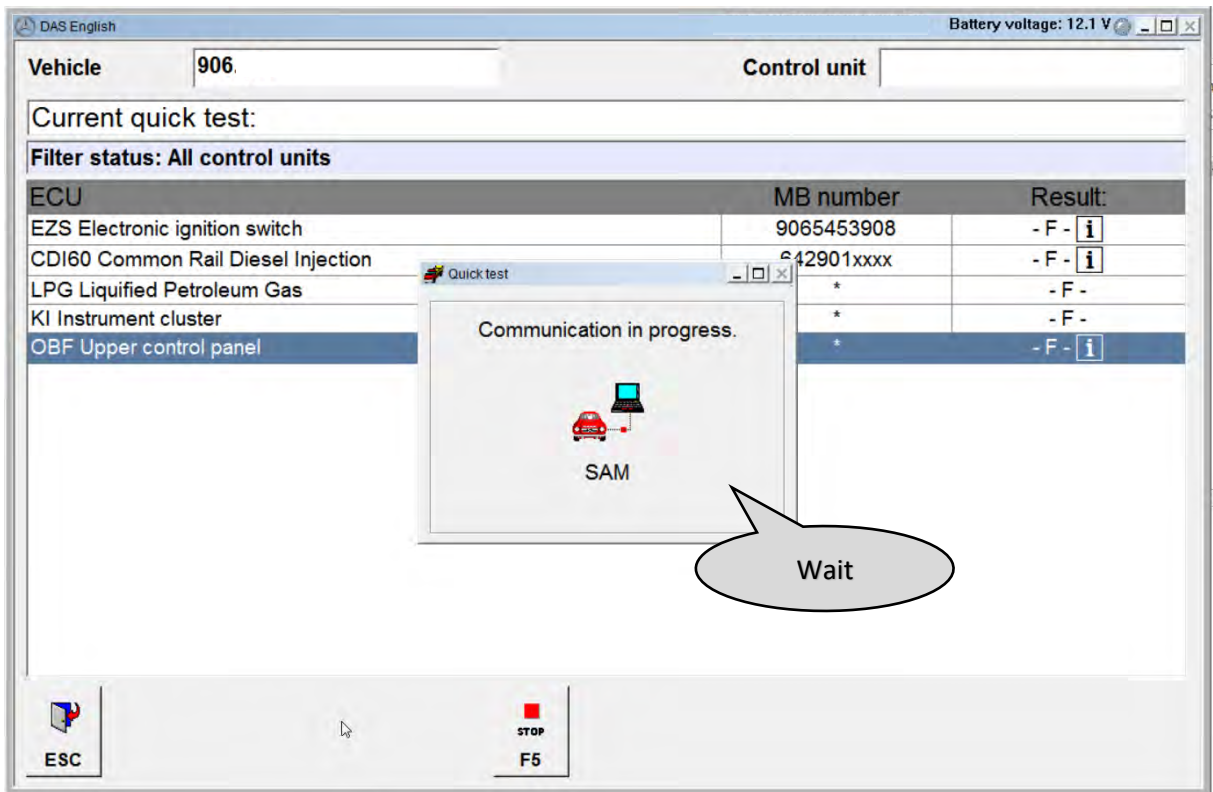 DAS English Battery voltage: 12.1 V
Vehicle 906. Control unit
Current quick test:
Filter status: All control units
ECU MB number Result:
EZS Electronic ignition switch 9065453908 - F - i
CDI60 Common Rail Diesel Injection 642901xxxx - F - i
LPG Liquified Petroleum Gas * - F -
KI Instrument cluster * - F -
OBF Upper control panel * - F - i
Quick test
Communication in progress.
SAM
Wait
STOP
ESC F5